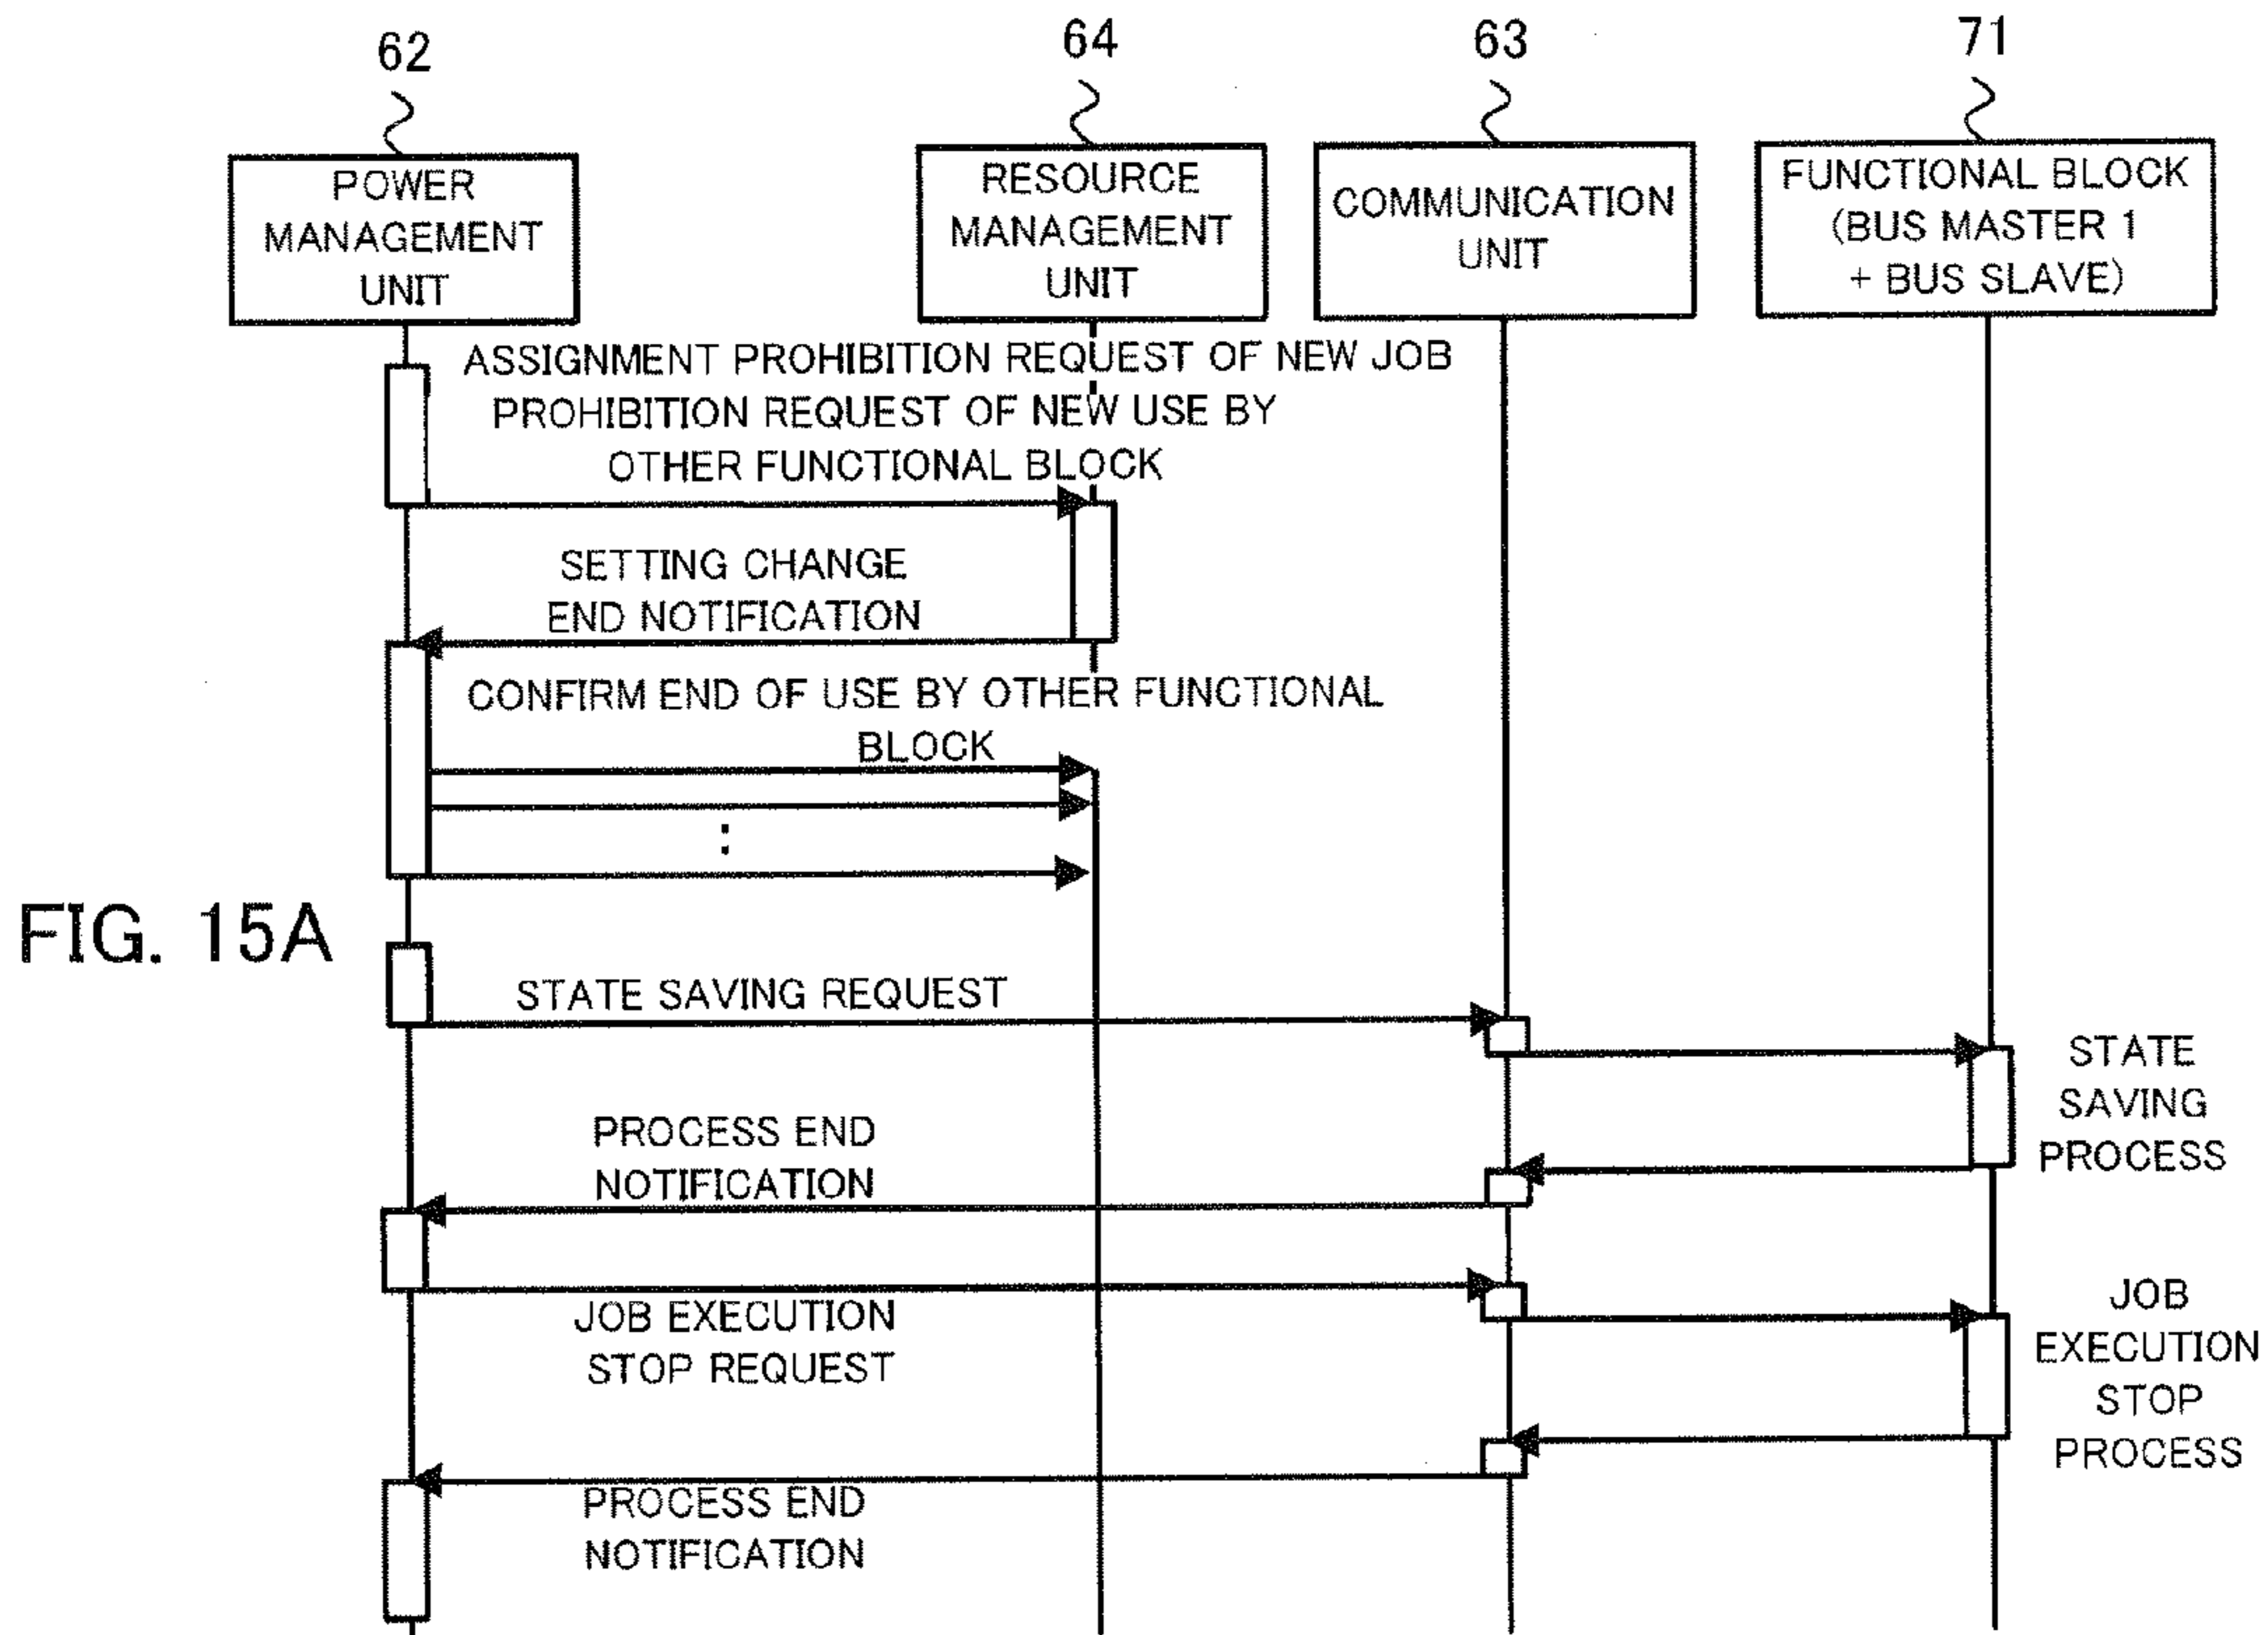 62
64
63
71
POWER
MANAGEMENT
UNIT
RESOURCE
MANAGEMENT
UNIT
COMMUNICATION
UNIT
FUNCTIONAL BLOCK
(BUS MASTER 1
+ BUS SLAVE)
ASSIGNMENT PROHIBITION REQUEST OF NEW JOB
PROHIBITION REQUEST OF NEW USE BY
OTHER FUNCTIONAL BLOCK
SETTING CHANGE
END NOTIFICATION
CONFIRM END OF USE BY OTHER FUNCTIONAL
BLOCK
:
FIG. 15A
STATE SAVING REQUEST
STATE
SAVING
PROCESS
PROCESS END
NOTIFICATION
JOB EXECUTION
STOP REQUEST
JOB
EXECUTION
STOP
PROCESS
PROCESS END
NOTIFICATION